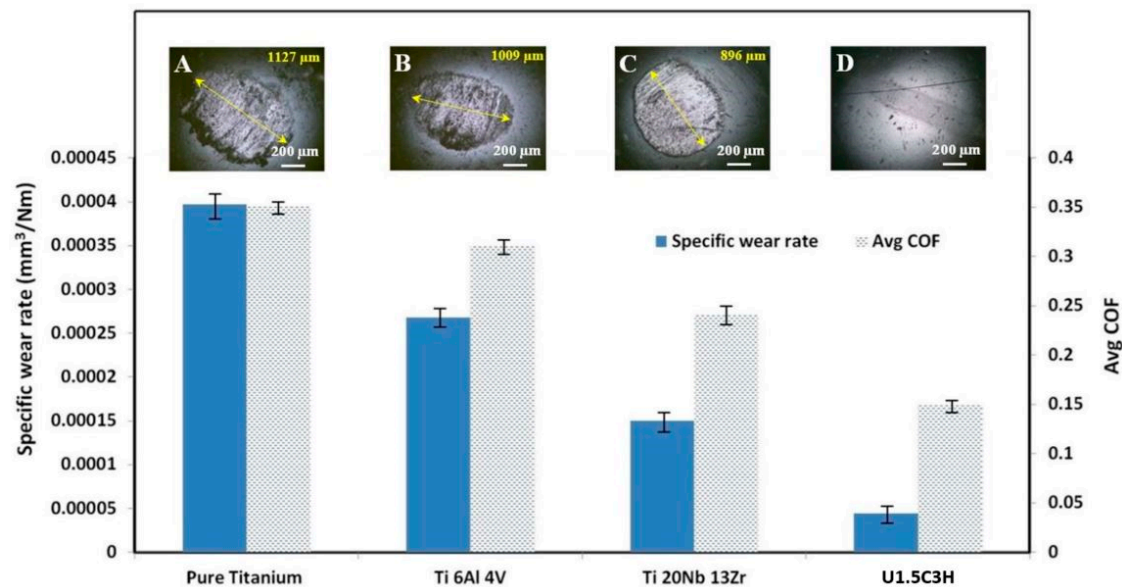 A
1127 μm
200 μm
B
1009 μm
200 μm
C
896 μm
200 μm
D
200 μm
Specific wear rate (mm³/Nm)
0.00045
0.0004
0.00035
0.0003
0.00025
0.0002
0.00015
0.0001
0.00005
0
Specific wear rate
Avg COF
0.4
0.35
0.3
0.25
0.2
0.15
0.1
0.05
0
Avg COF
Pure Titanium
Ti 6Al 4V
Ti 20Nb 13Zr
U1.5C3H